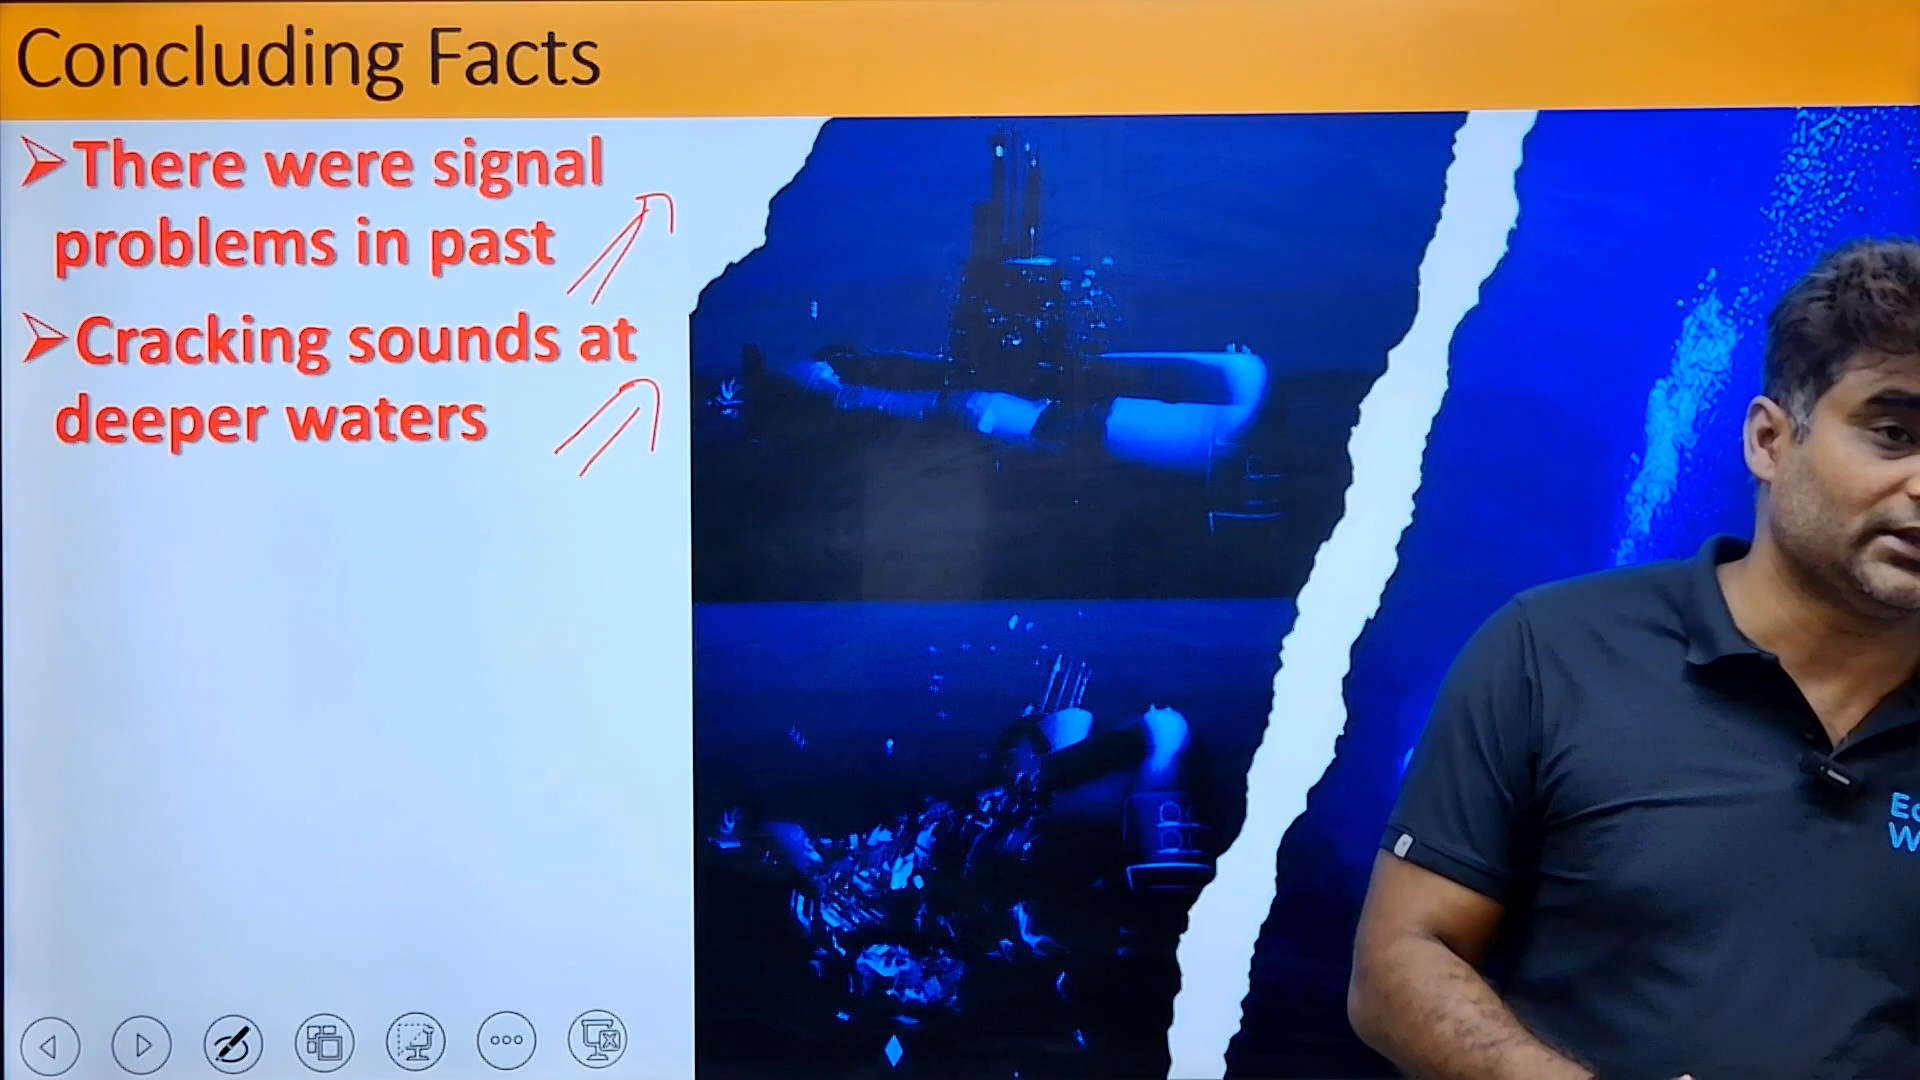 Concluding Facts
➢There were signal
problems in past
➢Cracking sounds at
deeper waters